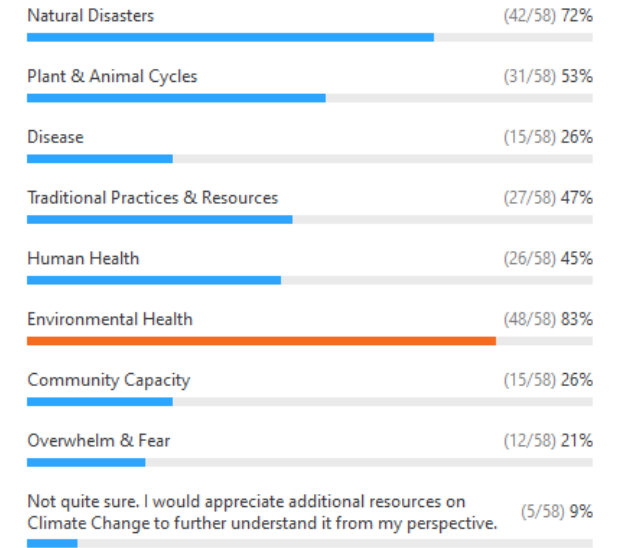 Natural Disasters (42/58) 72%
Plant & Animal Cycles (31/58) 53%
Disease (15/58) 26%
Traditional Practices & Resources (27/58) 47%
Human Health (26/58) 45%
Environmental Health (48/58) 83%
Community Capacity (15/58) 26%
Overwhelm & Fear (12/58) 21%
Not quite sure. I would appreciate additional resources on
Climate Change to further understand it from my perspective. (5/58) 9%